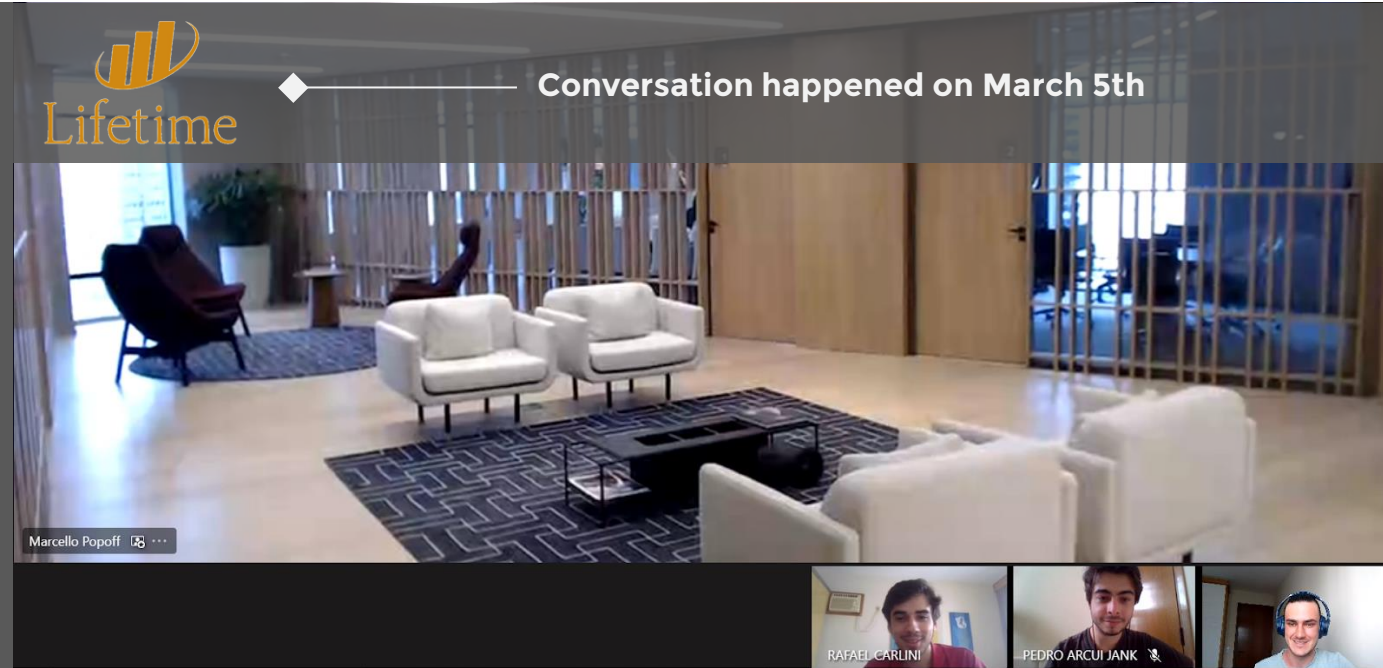 Lifetime
Conversation happened on March 5th
Marcello Popoff
RAFAEL CARLINI
PEDRO ARCUI JANK